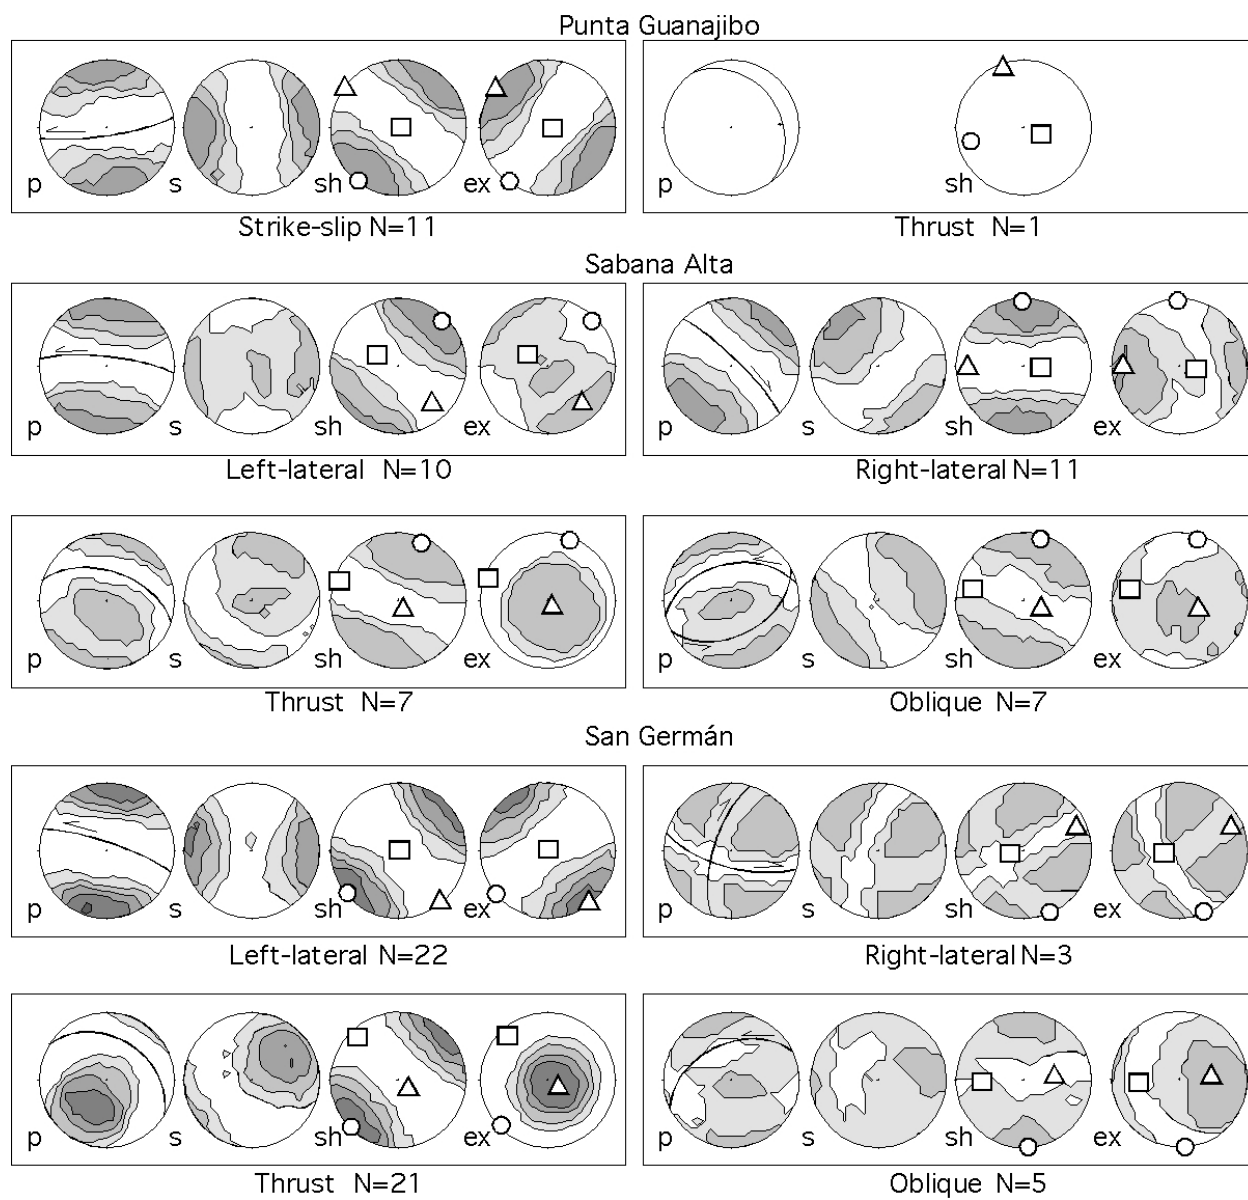 Punta Guanajibo
p s sh ex
Strike-slip N=11
p sh
Thrust N=1
Sabana Alta
p s sh ex
Left-lateral N=10
p s sh ex
Right-lateral N=11
p s sh ex
Thrust N=7
p s sh ex
Oblique N=7
San Germán
p s sh ex
Left-lateral N=22
p s sh ex
Right-lateral N=3
p s sh ex
Thrust N=21
p s sh ex
Oblique N=5